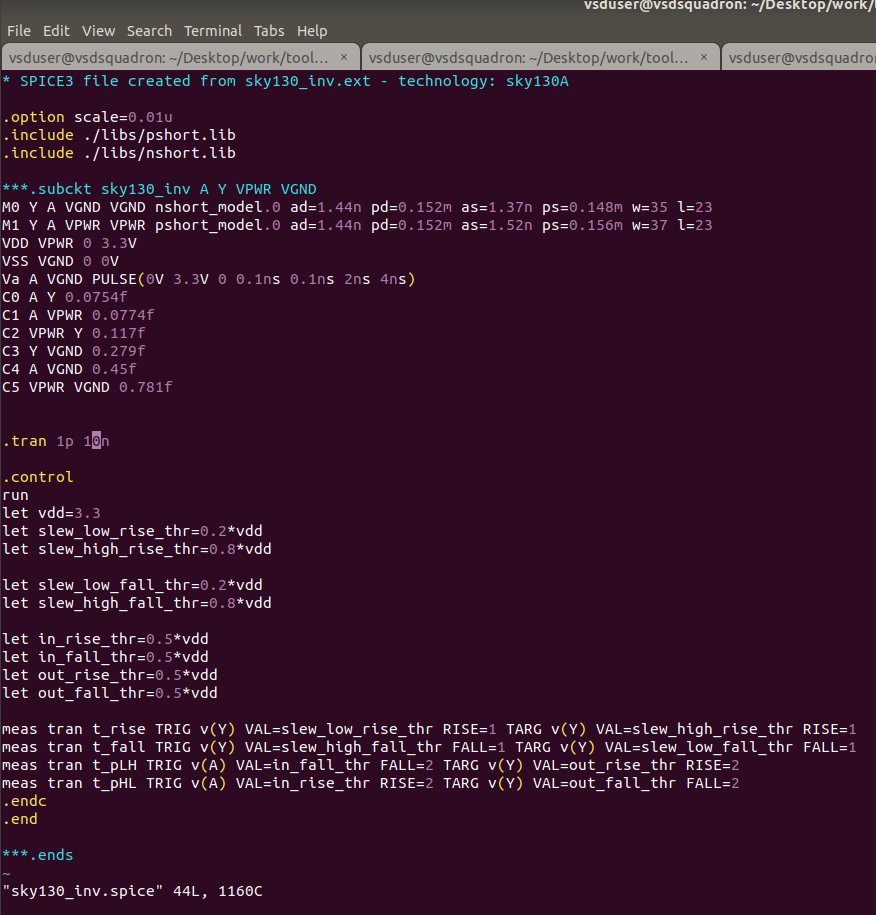 vsduser@vsdsquadron: ~/Desktop/work/
File Edit View Search Terminal Tabs Help
vsduser@vsdsquadron: ~/Desktop/work/tool... × vsduser@vsdsquadron: ~/Desktop/work/tool... × vsduser@vsdsquadron
* SPICE3 file created from sky130_inv.ext - technology: sky130A
.option scale=0.01u
.include ./libs/pshort.lib
.include ./libs/nshort.lib
***.subckt sky130_inv A Y VPWR VGND
M0 Y A VGND VGND nshort_model.0 ad=1.44n pd=0.152m as=1.37n ps=0.148m w=35 l=23
M1 Y A VPWR VPWR pshort_model.0 ad=1.44n pd=0.152m as=1.52n ps=0.156m w=37 l=23
VDD VPWR 0 3.3V
VSS VGND 0 0V
Va A VGND PULSE(0V 3.3V 0 0.1ns 0.1ns 2ns 4ns)
C0 A Y 0.0754f
C1 A VPWR 0.0774f
C2 VPWR Y 0.117f
C3 Y VGND 0.279f
C4 A VGND 0.45f
C5 VPWR VGND 0.781f
.tran 1p 10n
.control
run
let vdd=3.3
let slew_low_rise_thr=0.2*vdd
let slew_high_rise_thr=0.8*vdd
let slew_low_fall_thr=0.2*vdd
let slew_high_fall_thr=0.8*vdd
let in_rise_thr=0.5*vdd
let in_fall_thr=0.5*vdd
let out_rise_thr=0.5*vdd
let out_fall_thr=0.5*vdd
meas tran t_rise TRIG v(Y) VAL=slew_low_rise_thr RISE=1 TARG v(Y) VAL=slew_high_rise_thr RISE=1
meas tran t_fall TRIG v(Y) VAL=slew_high_fall_thr FALL=1 TARG v(Y) VAL=slew_low_fall_thr FALL=1
meas tran t_pLH TRIG v(A) VAL=in_fall_thr FALL=2 TARG v(Y) VAL=out_rise_thr RISE=2
meas tran t_pHL TRIG v(A) VAL=in_rise_thr RISE=2 TARG v(Y) VAL=out_fall_thr FALL=2
.endc
.end
***.ends
~
"sky130_inv.spice" 44L, 1160C